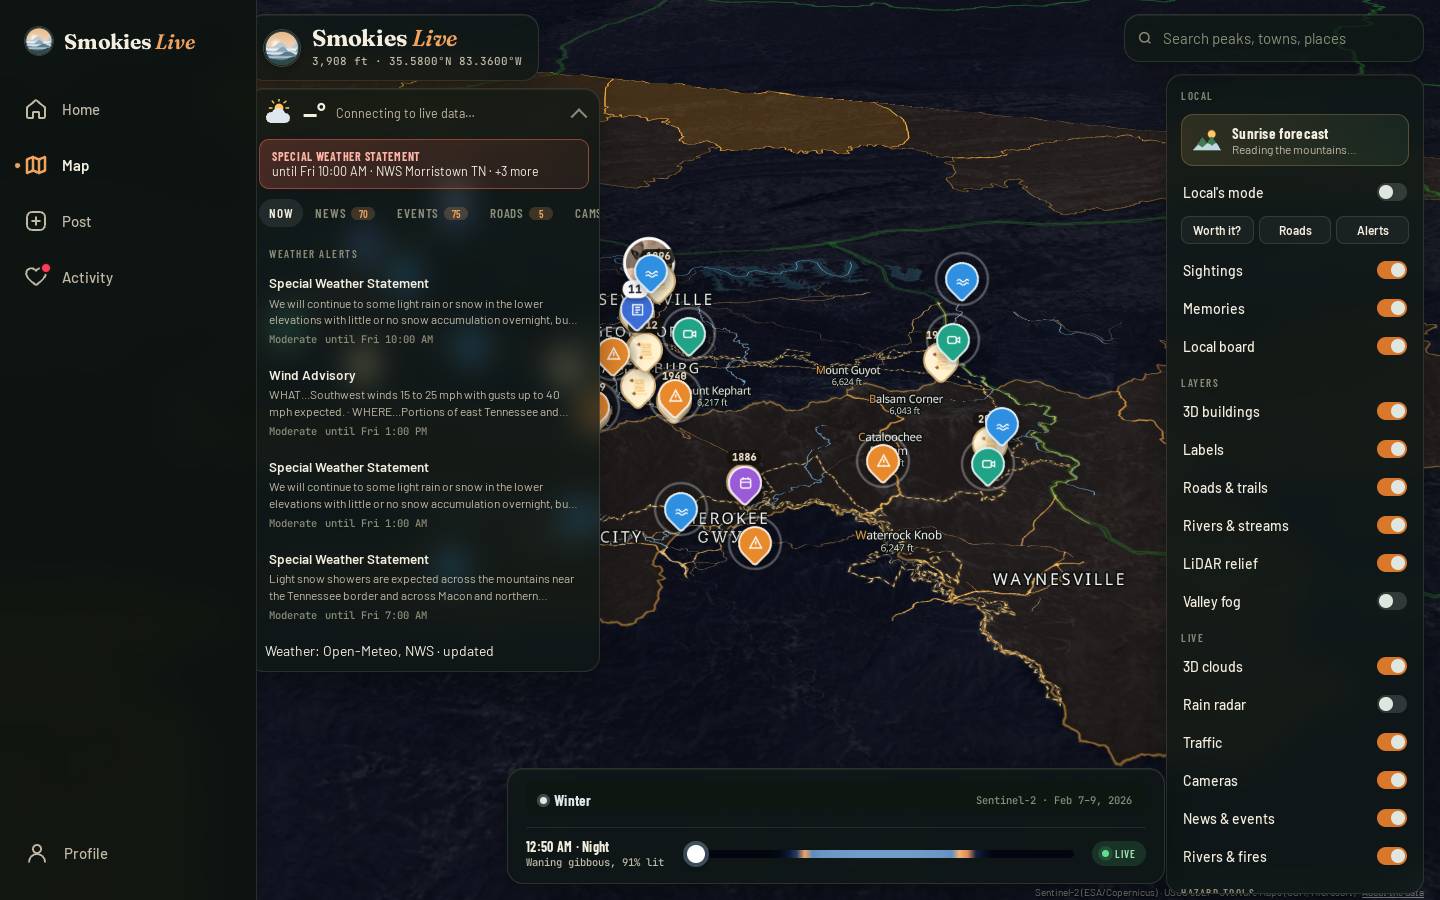 Smokies Live
Home
Map
Post
Activity
Profile
Smokies Live
3,908 ft · 35.5800°N 83.3600°W
Connecting to live data…
SPECIAL WEATHER STATEMENT
until Fri 10:00 AM · NWS Morristown TN · +3 more
NOW NEWS 70 EVENTS 75 ROADS 5 CAMS
WEATHER ALERTS
Special Weather Statement
We will continue to some light rain or snow in the lower
elevations with little or no snow accumulation overnight, bu…
Moderate until Fri 10:00 AM
Wind Advisory
WHAT...Southwest winds 15 to 25 mph with gusts up to 40
mph expected. · WHERE...Portions of east Tennessee and…
Moderate until Fri 1:00 PM
Special Weather Statement
We will continue to some light rain or snow in the lower
elevations with little or no snow accumulation overnight, bu…
Moderate until Fri 1:00 AM
Special Weather Statement
Light snow showers are expected across the mountains near
the Tennessee border and across Macon and northern…
Moderate until Fri 7:00 AM
Weather: Open-Meteo, NWS · updated
11
1940
Mount Guyot
6,624 ft
unt Kephart
6,217 ft
Balsam Corner
6,043 ft
Cataloochee
1886
CITY
Waterrock Knob
6,247 ft
WAYNESVILLE
Winter
Sentinel-2 · Feb 7–9, 2026
12:50 AM · Night
Waning gibbous, 91% lit
LIVE
Search peaks, towns, places
LOCAL
Sunrise forecast
Reading the mountains…
Local's mode
Worth it? Roads Alerts
Sightings
Memories
Local board
LAYERS
3D buildings
Labels
Roads & trails
Rivers & streams
LiDAR relief
Valley fog
LIVE
3D clouds
Rain radar
Traffic
Cameras
News & events
Rivers & fires
Sentinel-2 (ESA/Copernicus)